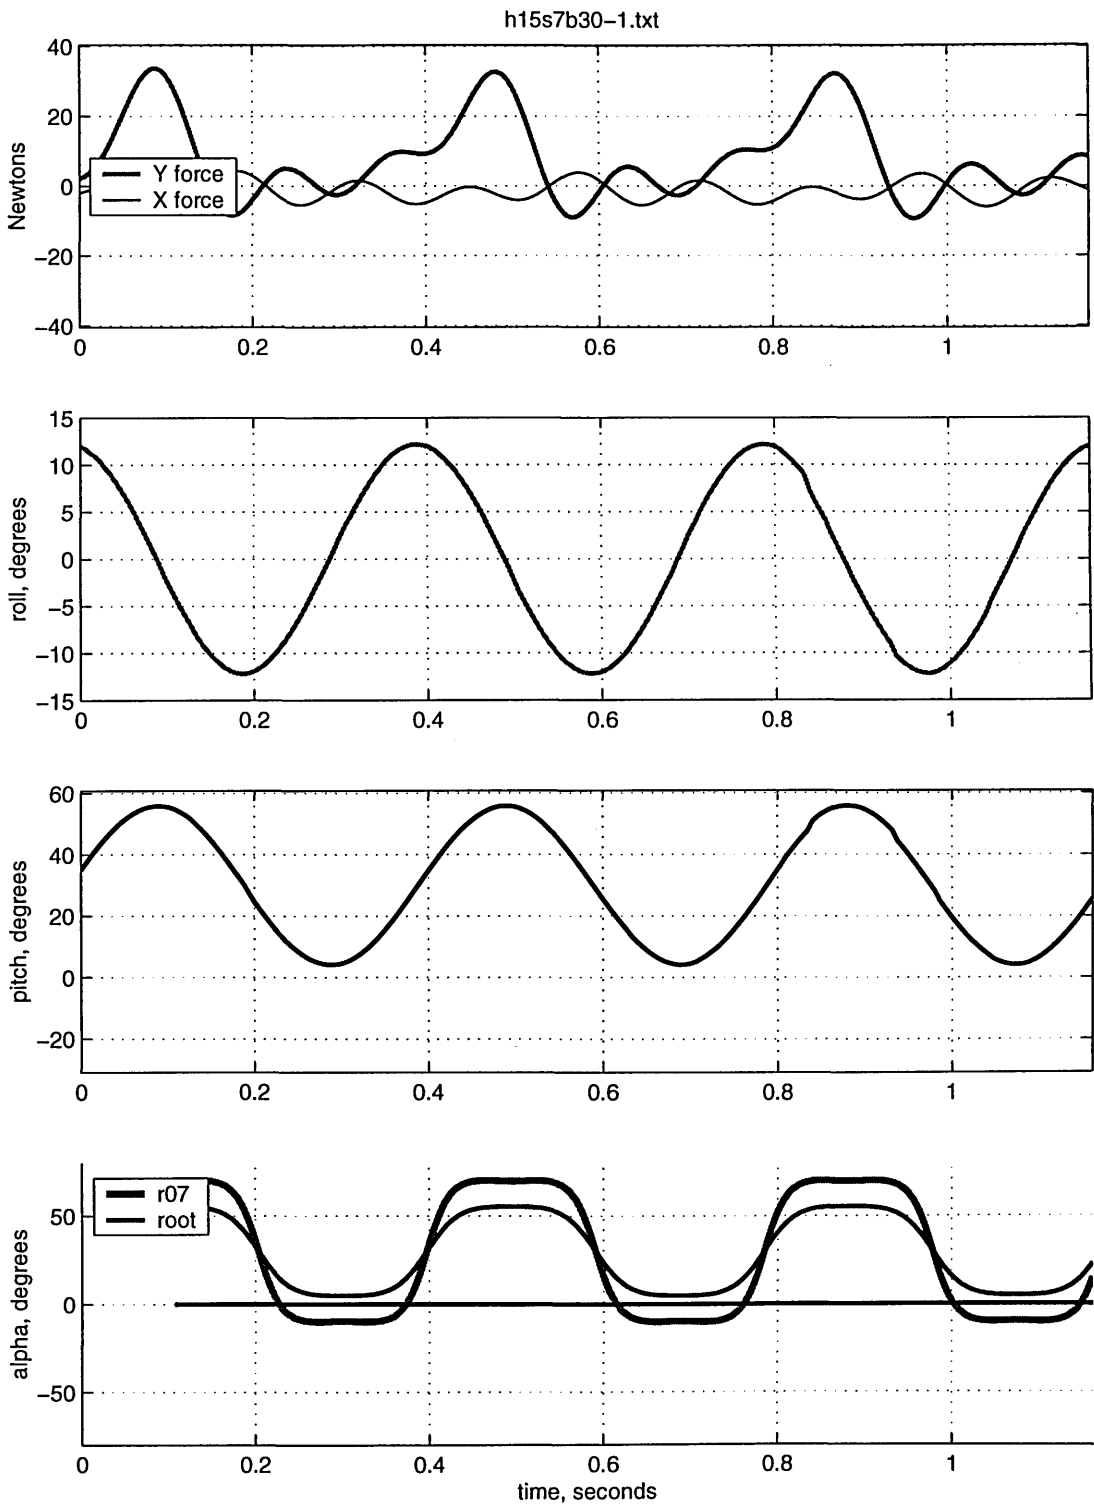 h15s7b30−1.txt
40
20
0
−20
−40
Newtons
Y force
X force
0 0.2 0.4 0.6 0.8 1
15
10
5
0
−5
−10
−15
roll, degrees
0 0.2 0.4 0.6 0.8 1
60
40
20
0
−20
pitch, degrees
0 0.2 0.4 0.6 0.8 1
50
0
−50
alpha, degrees
r07
root
0 0.2 0.4 0.6 0.8 1
time, seconds